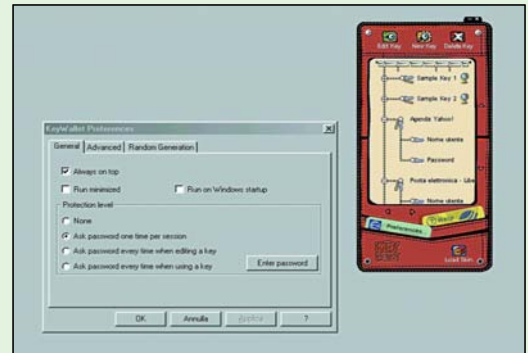 KeyWallet Preferences
General Advanced Random Generation
Always on top
Run minimized Run on Windows startup
Protection level
None
Ask password one time per session
Ask password every time when editing a key
Ask password every time when using a key
Enter password
OK Annulla Applica ?
Edit Key New Key Delete Key
Sample Key 1
Sample Key 2
Agenda Yahoo!
Nome utente
Password
Posta elettronica - Libe
Nome utente
Help
Preferences
KEY
Load Skin